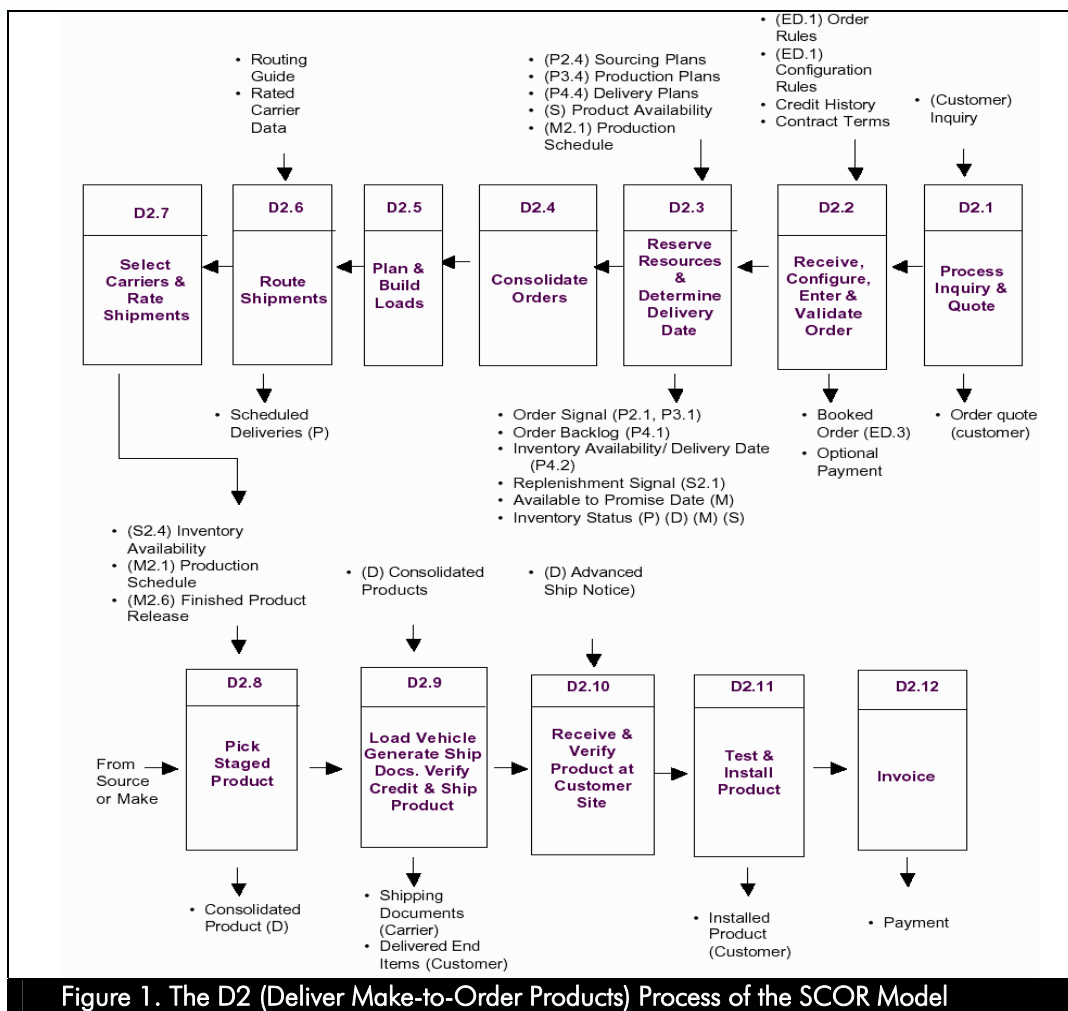 • (ED.1) Order
Rules
• (ED.1)
Configuration
Rules
• Credit History
• Contract Terms
• Routing
Guide
• Rated
Carrier
Data
• (P2.4) Sourcing Plans
• (P3.4) Production Plans
• (P4.4) Delivery Plans
• (S) Product Availability
• (M2.1) Production
Schedule
• (Customer)
Inquiry
D2.7
Select
Carriers &
Rate
Shipments
D2.6
Route
Shipments
D2.5
Plan &
Build
Loads
D2.4
Consolidate
Orders
D2.3
Reserve
Resources
&
Determine
Delivery
Date
D2.2
Receive,
Configure,
Enter &
Validate
Order
D2.1
Process
Inquiry &
Quote
• Scheduled
Deliveries (P)
• Order Signal (P2.1, P3.1)
• Order Backlog (P4.1)
• Inventory Availability/ Delivery Date
(P4.2)
• Replenishment Signal (S2.1)
• Available to Promise Date (M)
• Inventory Status (P) (D) (M) (S)
• Booked
Order (ED.3)
• Optional
Payment
• Order quote
(customer)
• (S2.4) Inventory
Availability
• (M2.1) Production
Schedule
• (M2.6) Finished Product
Release
• (D) Consolidated
Products
• (D) Advanced
Ship Notice)
From
Source
or Make
D2.8
Pick
Staged
Product
D2.9
Load Vehicle
Generate Ship
Docs. Verify
Credit & Ship
Product
D2.10
Receive &
Verify
Product at
Customer
Site
D2.11
Test &
Install
Product
D2.12
Invoice
• Consolidated
Product (D)
• Shipping
Documents
(Carrier)
• Delivered End
Items (Customer)
• Installed
Product
(Customer)
• Payment
Figure 1. The D2 (Deliver Make-to-Order Products) Process of the SCOR Model